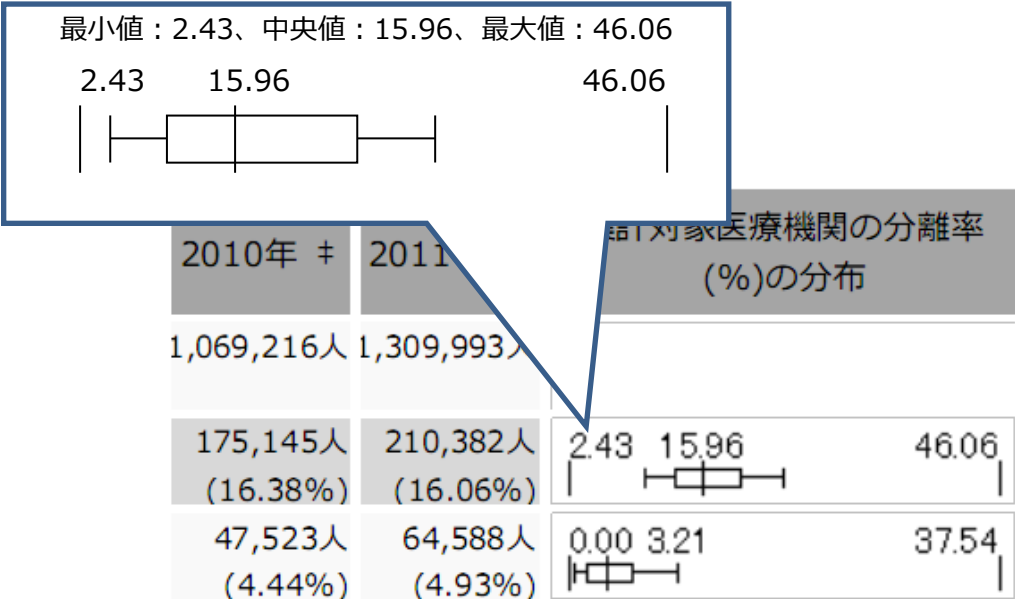 最小値：2.43、中央値：15.96、最大値：46.06
2.43 15.96 46.06
2010年 ‡ 2011 計対象医療機関の分離率
(%)の分布
1,069,216人 1,309,993人
175,145人 210,382人 2.43 15.96 46.06
(16.38%) (16.06%)
47,523人 64,588人 0.00 3.21 37.54
(4.44%) (4.93%)